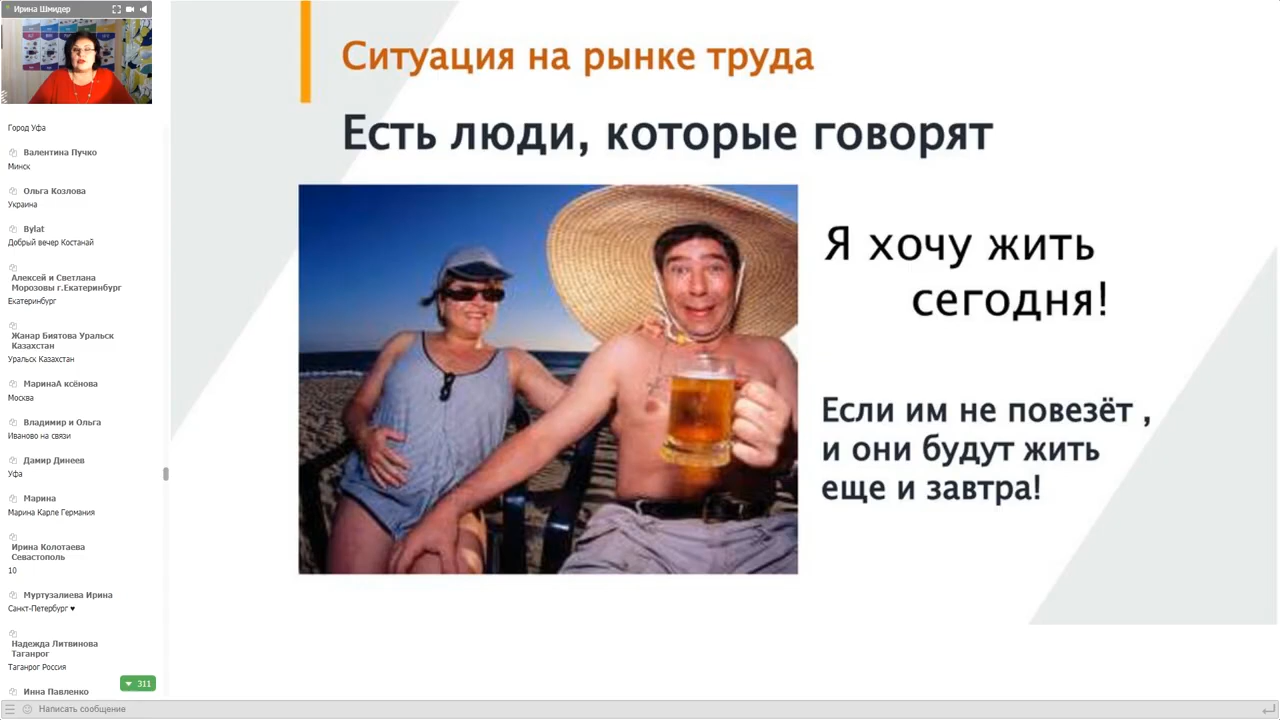 Ирина Шмидер
Город Уфа
Валентина Пучко
Минск
Ольга Козлова
Украина
Bylat
Добрый вечер Костанай
Алексей и Светлана
Морозовы г.Екатеринбург
Екатеринбург
Жанар Биятова Уральск
Казахстан
Уральск Казахстан
МаринаА ксёнова
Москва
Владимир и Ольга
Иваново на связи
Дамир Динеев
Уфа
Марина
Марина Карле Германия
Ирина Колотаева
Севастополь
10
Муртузалиева Ирина
Санкт-Петербург ♥
Надежда Литвинова
Таганрог
Таганрог Россия
Инна Павленко
311
Написать сообщение
Ситуация на рынке труда
Есть люди, которые говорят
Я хочу жить
сегодня!
Если им не повезёт ,
и они будут жить
еще и завтра!